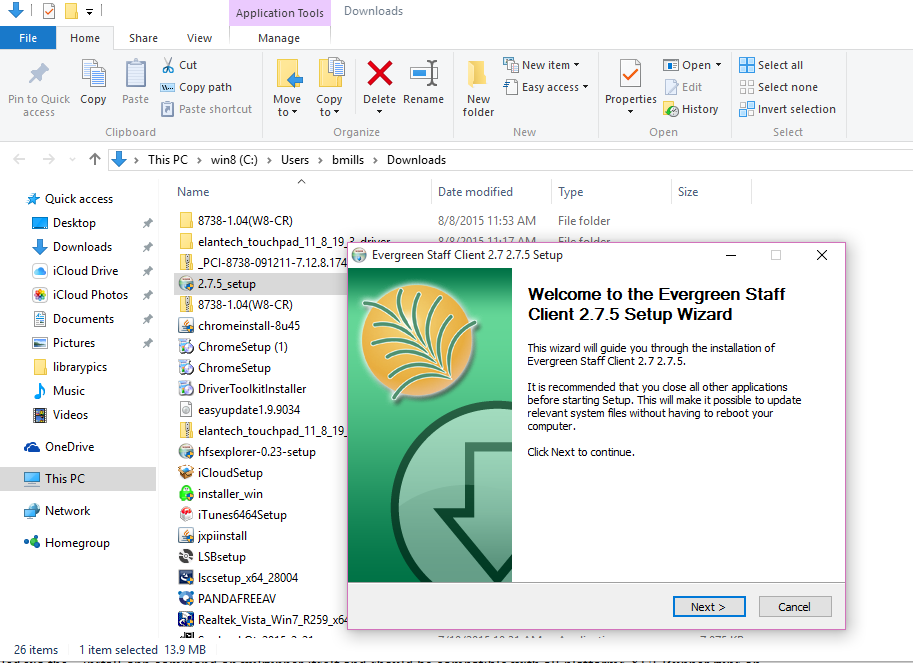 Application Tools Downloads
File Home Share View Manage
Pin to Quick access
Copy
Paste
Cut
Copy path
Paste shortcut
Clipboard
Move to
Copy to
Delete
Rename
Organize
New folder
New item
Easy access
New
Properties
Open
Edit
History
Open
Select all
Select none
Invert selection
Select
This PC > win8 (C:) > Users > bmills > Downloads
Quick access
Desktop
Downloads
iCloud Drive
iCloud Photos
Documents
Pictures
librarypics
Music
Videos
OneDrive
This PC
Network
Homegroup
Name Date modified Type Size
8738-1.04(W8-CR) 8/8/2015 11:53 AM File folder
elantech_touchpad_11_8_19_3_driver 8/8/2015 11:17 AM File folder
_PCI-8738-091211-7.12.8.174
2.7.5_setup
8738-1.04(W8-CR)
chromeinstall-8u45
ChromeSetup (1)
ChromeSetup
DriverToolkitInstaller
easyupdate1.9.9034
elantech_touchpad_11_8_19_
hfsexplorer-0.23-setup
iCloudSetup
installer_win
iTunes6464Setup
jxpiinstall
LSBsetup
lscsetup_x64_28004
PANDAFREEAV
Realtek_Vista_Win7_R259_x64
Evergreen Staff Client 2.7 2.7.5 Setup
Welcome to the Evergreen Staff
Client 2.7.5 Setup Wizard
This wizard will guide you through the installation of
Evergreen Staff Client 2.7 2.7.5.
It is recommended that you close all other applications
before starting Setup. This will make it possible to update
relevant system files without having to reboot your
computer.
Click Next to continue.
Next > Cancel
26 items 1 item selected 13.9 MB